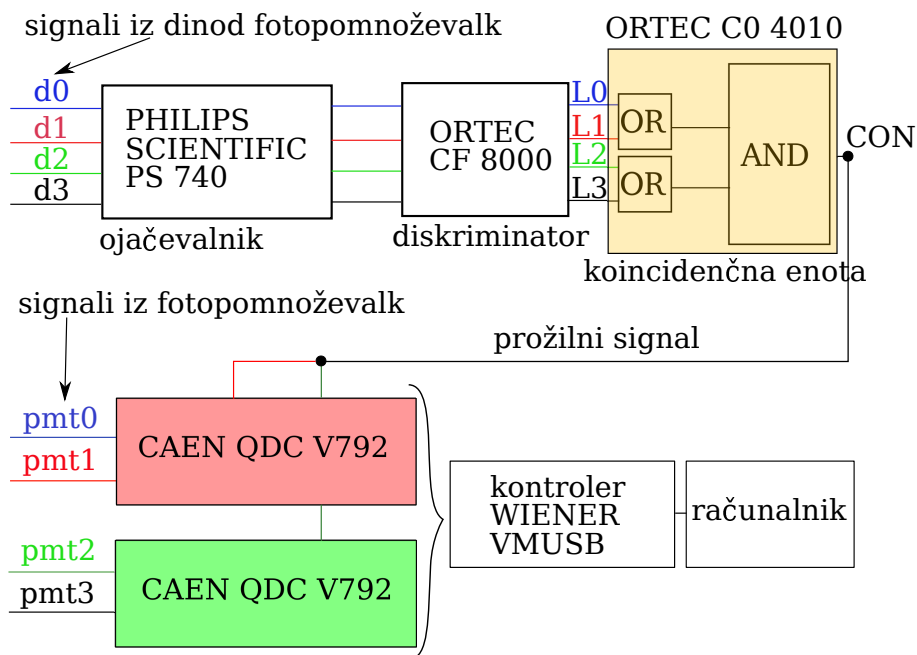 signali iz dinod fotopomnoževalk
ORTEC C0 4010
d0
d1
d2
d3
PHILIPS
SCIENTIFIC
PS 740
ojačevalnik
ORTEC
CF 8000
diskriminator
L0
L1
L2
L3
OR
OR
AND
CON
koincidenčna enota
signali iz fotopomnoževalk
prožilni signal
pmt0
pmt1
CAEN QDC V792
pmt2
pmt3
CAEN QDC V792
kontroler
WIENER
VMUSB
računalnik